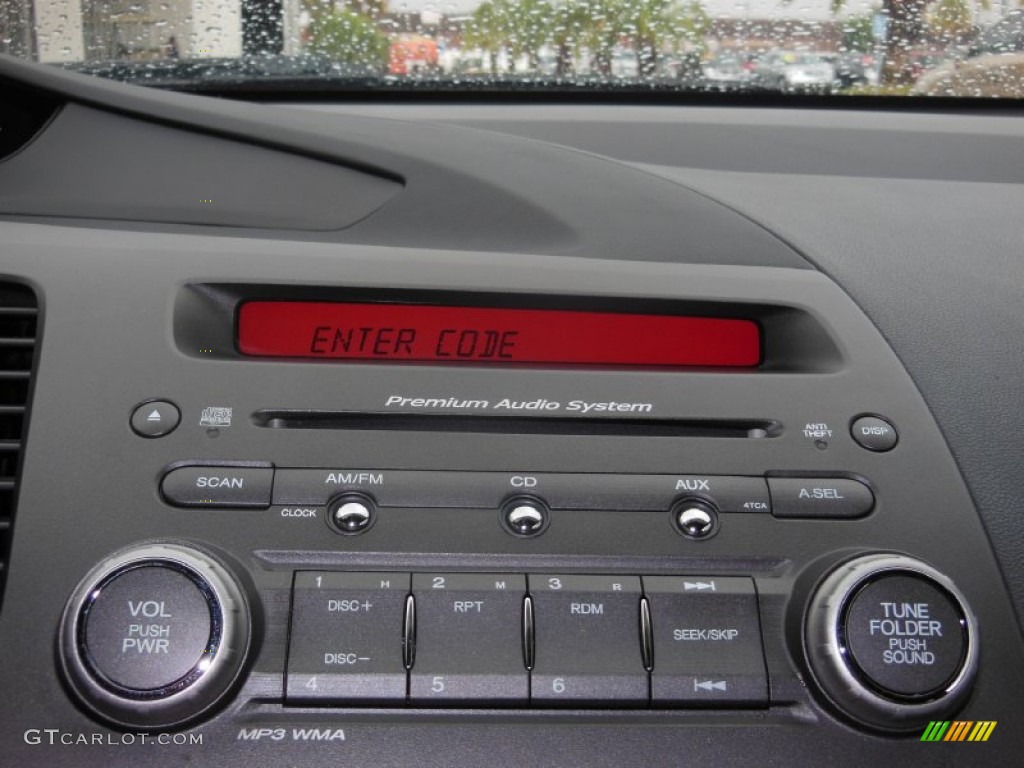 ENTER CODE
Premium Audio System
ANTI THEFT
DISP
SCAN
AM/FM
CD
AUX
A.SEL
CLOCK
4TCA
1 H
2 M
3 R
DISC+
RPT
RDM
SEEK/SKIP
DISC–
4
5
6
VOL
PUSH
PWR
TUNE
FOLDER
PUSH
SOUND
MP3 WMA
GTCARLOT.COM